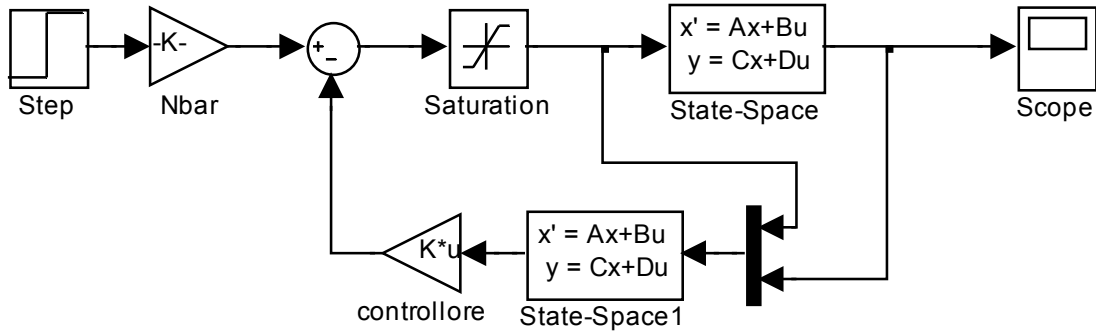 -K-
+
−
x' = Ax+Bu
y = Cx+Du
Step
Nbar
Saturation
State-Space
Scope
K*u
x' = Ax+Bu
y = Cx+Du
controllore
State-Space1